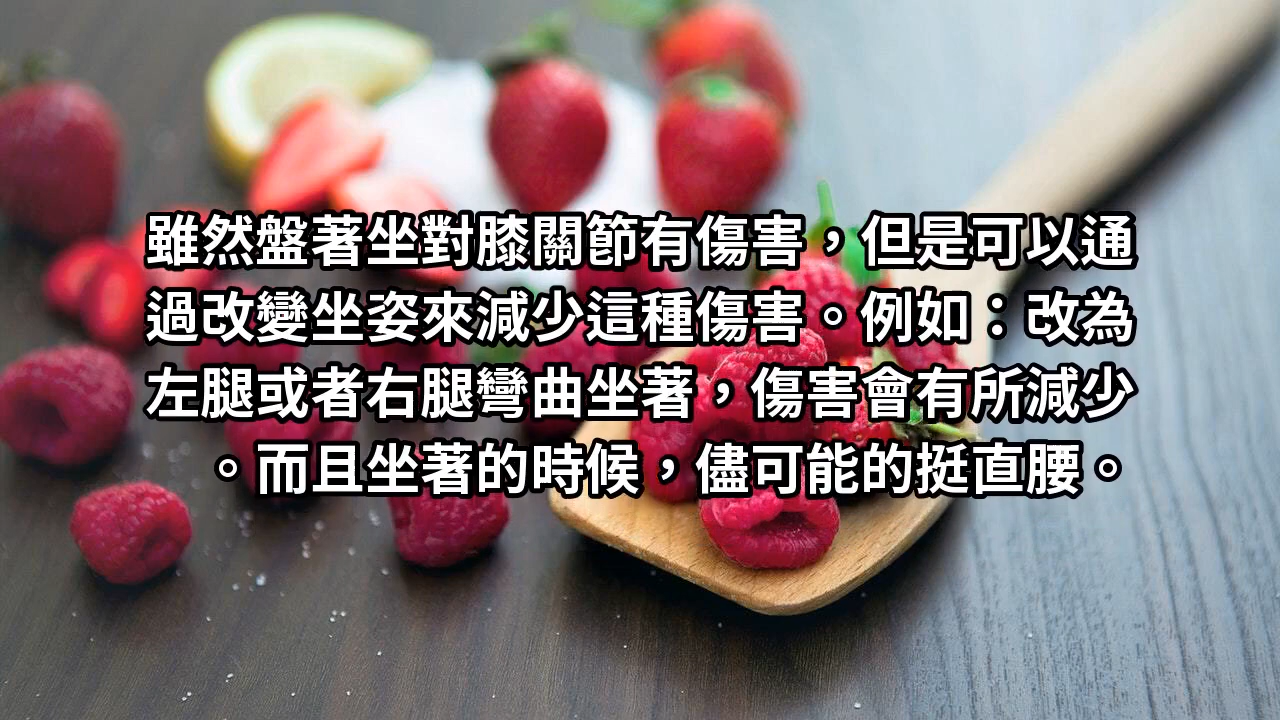 雖然盤著坐對膝關節有傷害，但是可以通
過改變坐姿來減少這種傷害。例如：改為
左腿或者右腿彎曲坐著，傷害會有所減少
。而且坐著的時候，儘可能的挺直腰。